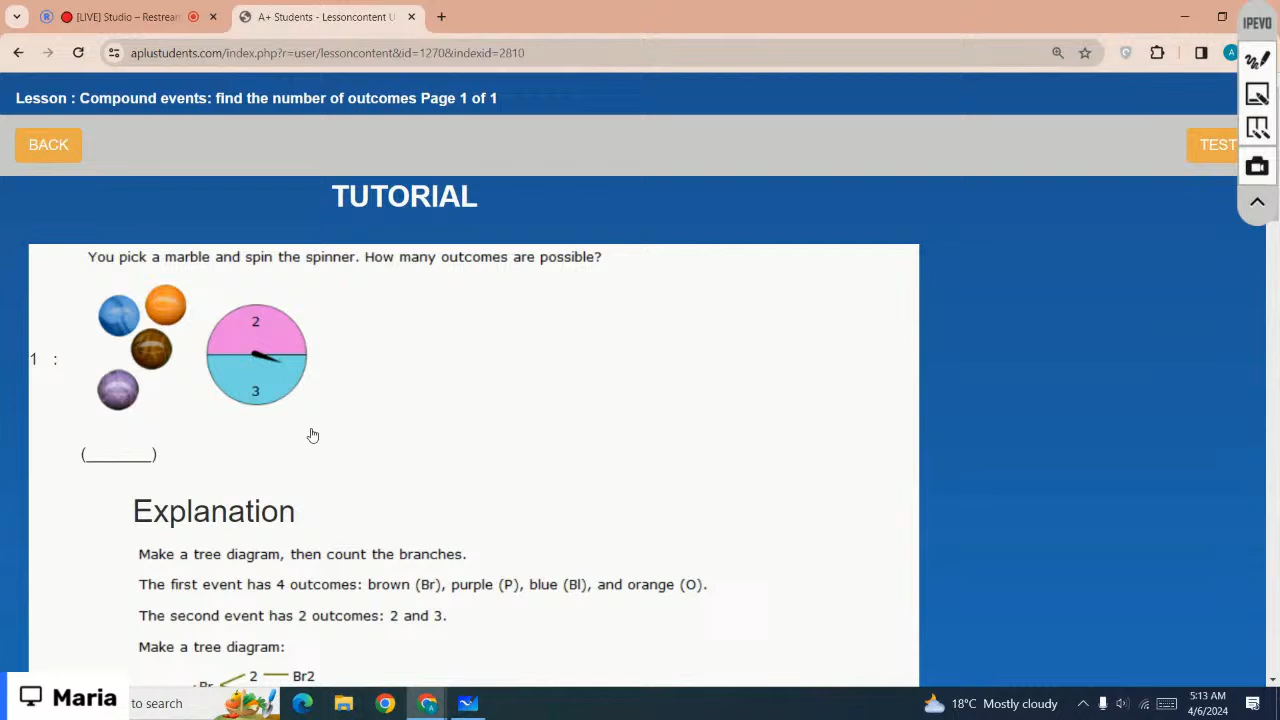 [LIVE] Studio – Restream
A+ Students - Lessoncontent U
aplustudents.com/index.php?r=user/lessoncontent&id=1270&indexid=2810
IPEVO
Lesson : Compound events: find the number of outcomes Page 1 of 1
BACK
TEST
TUTORIAL
You pick a marble and spin the spinner. How many outcomes are possible?
2
1 :
3
(________)
Explanation
Make a tree diagram, then count the branches.
The first event has 4 outcomes: brown (Br), purple (P), blue (Bl), and orange (O).
The second event has 2 outcomes: 2 and 3.
Make a tree diagram:
2 Br2
Br
Maria
to search
18°C Mostly cloudy
5:13 AM
4/6/2024